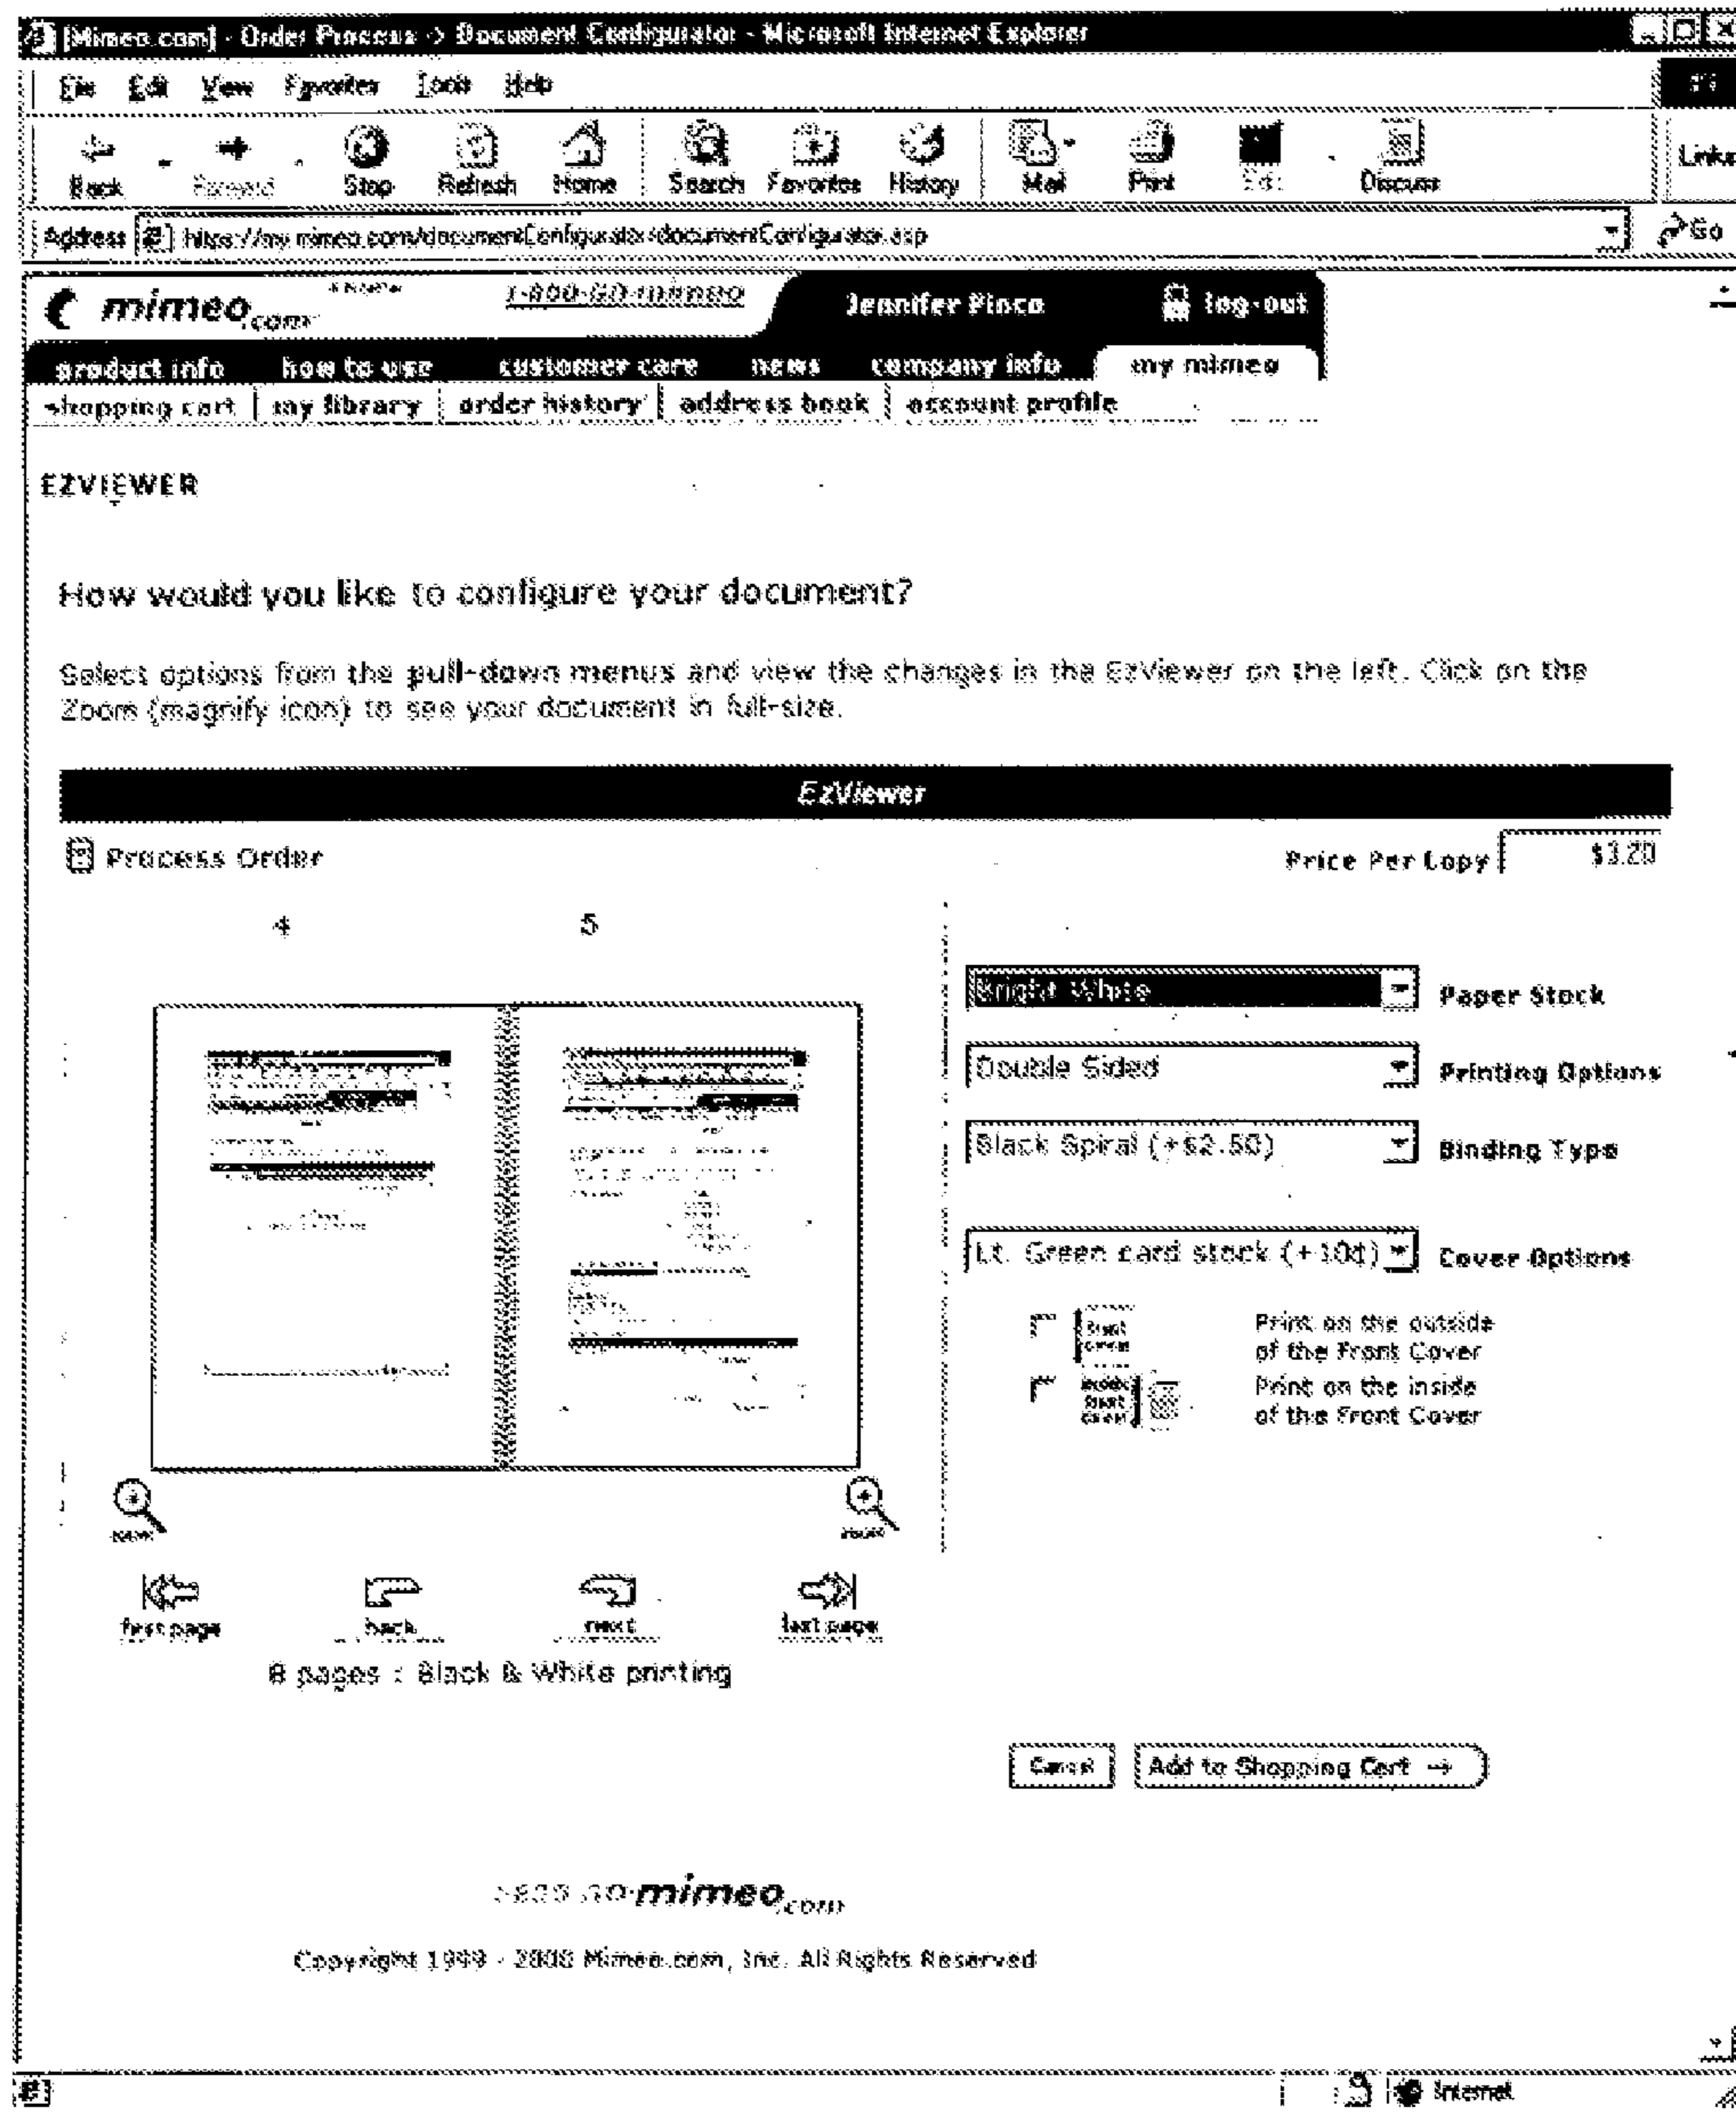 [Mimeo.com] - Order Process -> Document Configurator - Microsoft Internet Explorer
File Edit View Favorites Tools Help
Back Forward Stop Refresh Home Search Favorites History Mail Print Edit Discuss Links
Address https://my.mimeo.com/documentConfigurator/documentConfigurator.asp Go
mimeo.com 1-800-GO-mimeo Jennifer Pinco log-out
product info how to use customer care news company info my mimeo
shopping cart my library order history address book account profile
EZVIEWER
How would you like to configure your document?
Select options from the pull-down menus and view the changes in the EzViewer on the left. Click on the
Zoom (magnify icon) to see your document in full-size.
EzViewer
Process Order Price Per Copy $3.20
4 5
Bright White Paper Stock
Double Sided Printing Options
Black Spiral (+$2.50) Binding Type
Lt. Green card stock (+10¢) Cover Options
Print on the outside
of the Front Cover
Print on the inside
of the Front Cover
zoom zoom
first page back next last page
8 pages : Black & White printing
Cancel Add to Shopping Cart →
mimeo.com
Copyright 1999 - 2000 Mimeo.com, Inc. All Rights Reserved
Internet